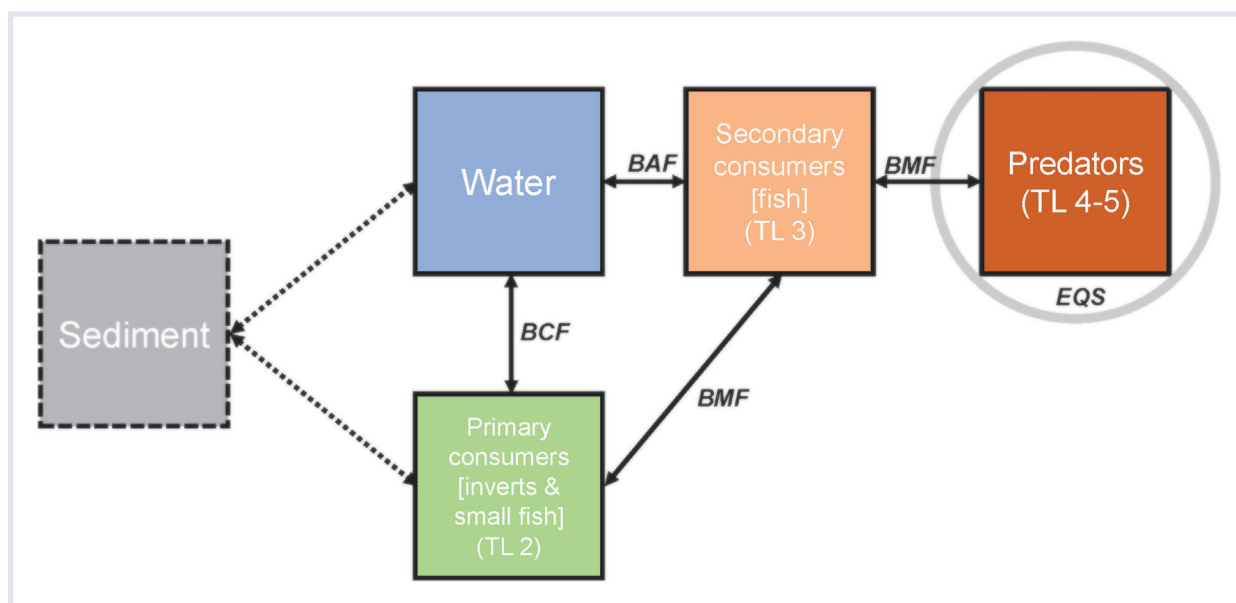 Water
BAF
Secondary
consumers
[fish]
(TL 3)
BMF
Predators
(TL 4-5)
EQS
Sediment
BCF
BMF
Primary
consumers
[inverts &
small fish]
(TL 2)